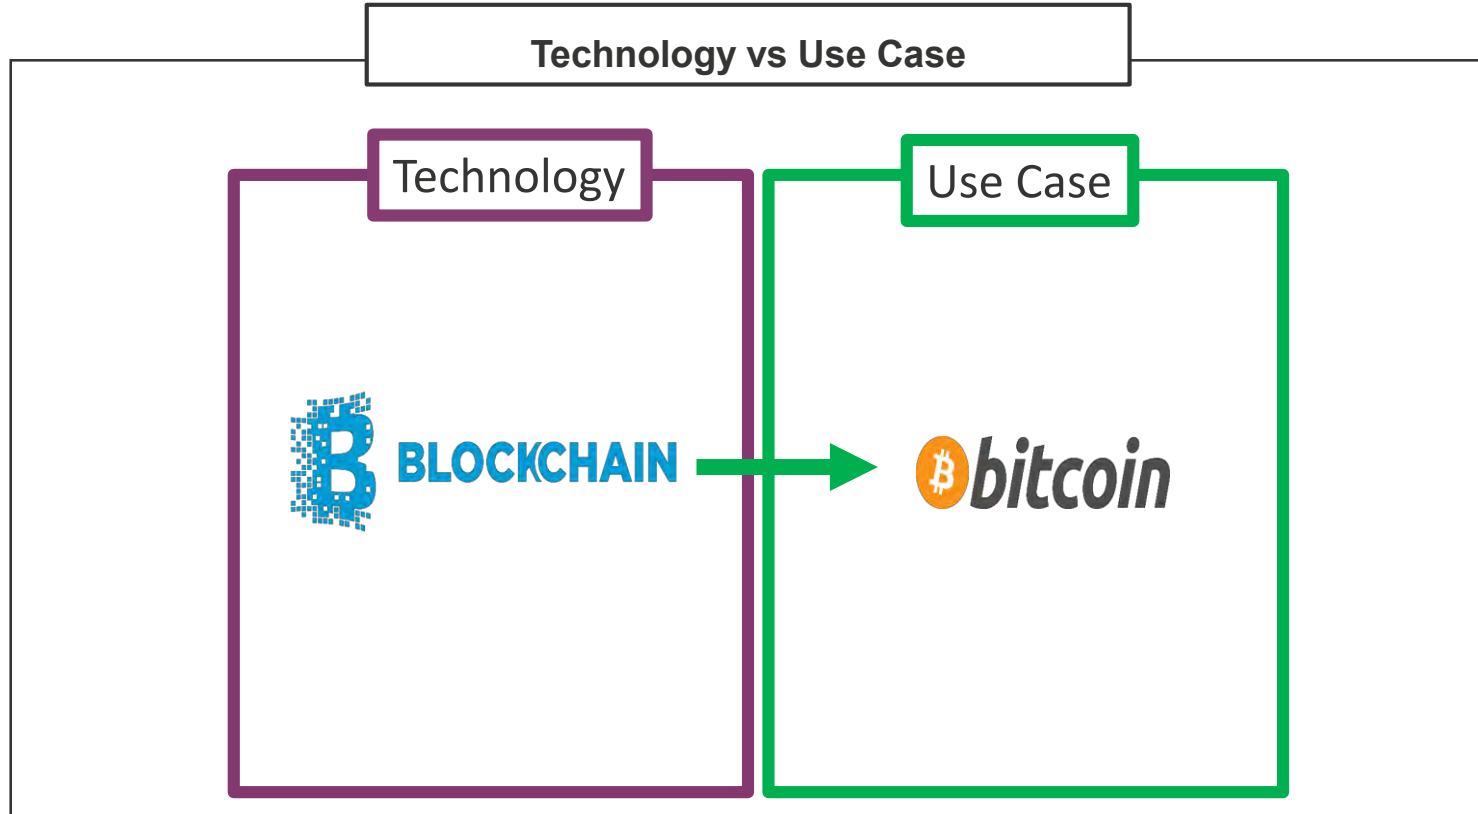 Technology vs Use Case
Technology
Use Case
BLOCKCHAIN
bitcoin